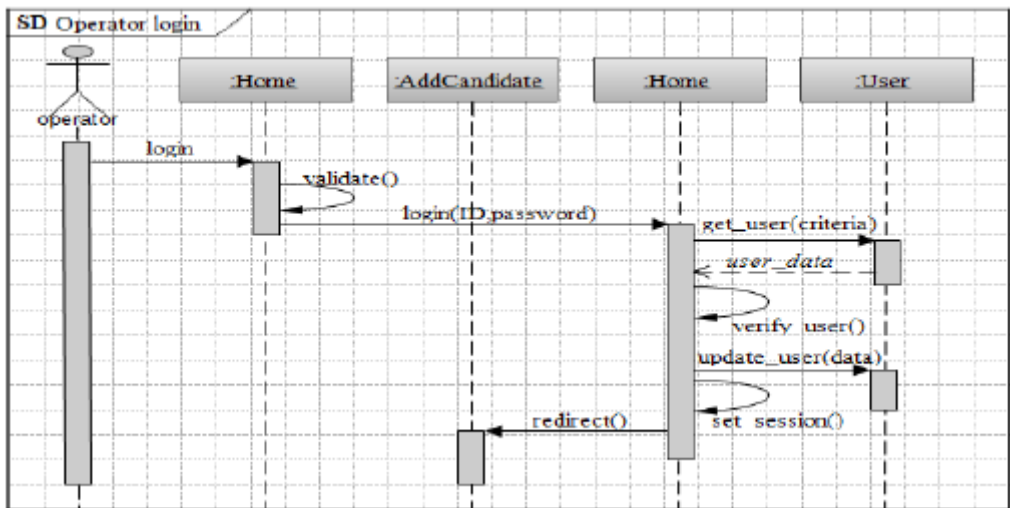 SD Operator login
operator
:Home
:AddCandidate
:Home
:User
login
validate()
login(ID,password)
get_user(criteria)
user_data
verify_user()
update_user(data)
set_session()
redirect()